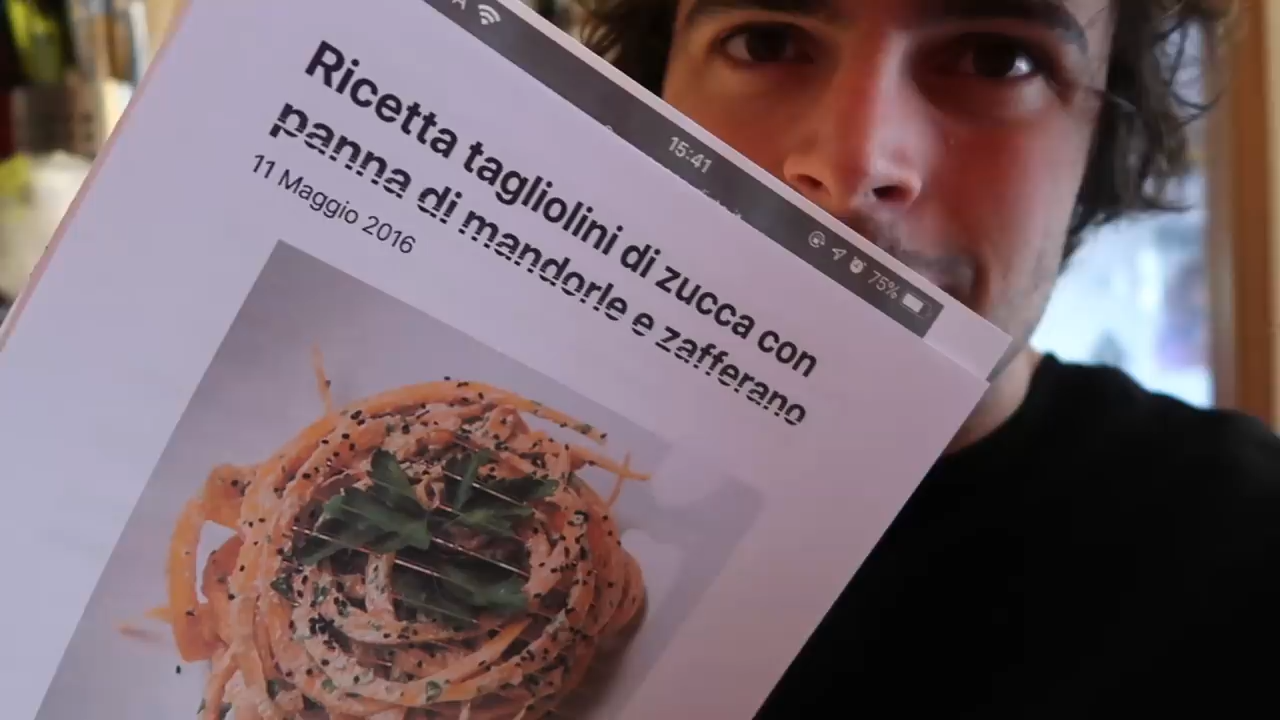 15:41
75%
Ricetta tagliolini di zucca con
panna di mandorle e zafferano
11 Maggio 2016